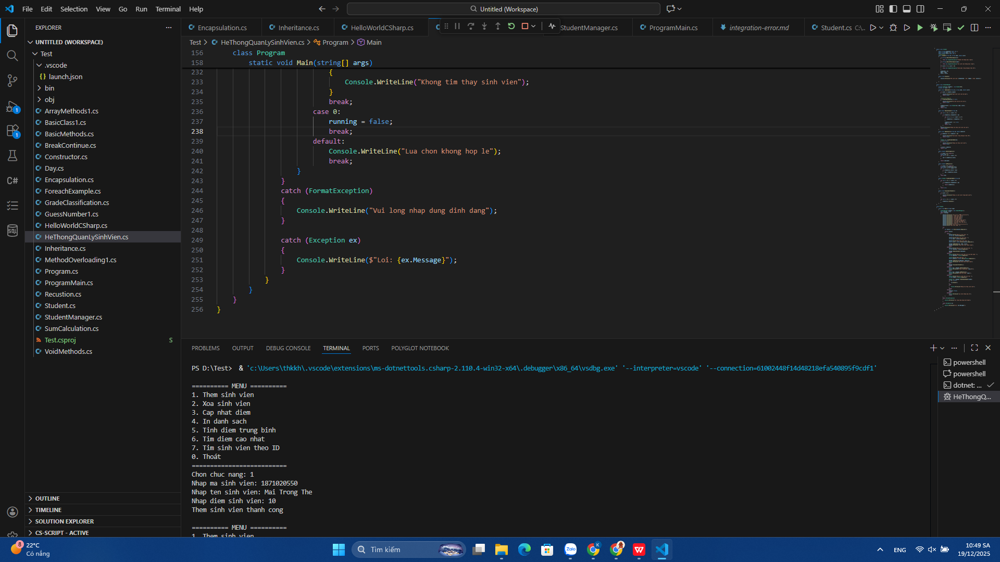 File Edit Selection View Go Run Terminal Help
Untitled (Workspace)
EXPLORER
Encapsulation.cs
Inheritance.cs
HelloWorldCSharp.cs
StudentManager.cs
ProgramMain.cs
integration-error.md
Student.cs C:\..
UNTITLED (WORKSPACE)
Test
.vscode
launch.json
bin
obj
ArrayMethods1.cs
BasicClass1.cs
BasicMethods.cs
BreakContinue.cs
Constructor.cs
Day.cs
Encapsulation.cs
ForeachExample.cs
GradeClassification.cs
GuessNumber1.cs
HelloWorldCSharp.cs
HeThongQuanLySinhVien.cs
Inheritance.cs
MethodOverloading1.cs
Program.cs
ProgramMain.cs
Recustion.cs
Student.cs
StudentManager.cs
SumCalculation.cs
Test.csproj S
VoidMethods.cs
OUTLINE
TIMELINE
SOLUTION EXPLORER
CS-SCRIPT - ACTIVE
Test > HeThongQuanLySinhVien.cs > Program > Main
156 class Program
158 static void Main(string[] args)
232 {
233 Console.WriteLine("Khong tim thay sinh vien");
234 }
235 break;
236 case 0:
237 running = false;
238 break;
239 default:
240 Console.WriteLine("Lua chon khong hop le");
241 break;
242 }
243 }
244 catch (FormatException)
245 {
246 Console.WriteLine("Vui long nhap dung dinh dang");
247 }
248
249 catch (Exception ex)
250 {
251 Console.WriteLine($"Loi: {ex.Message}");
252 }
253 }
254 }
255 }
256 }
PROBLEMS OUTPUT DEBUG CONSOLE TERMINAL PORTS POLYGLOT NOTEBOOK
PS D:\Test> & 'c:\Users\thkkh\.vscode\extensions\ms-dotnettools.csharp-2.110.4-win32-x64\.debugger\x86_64\vsdbg.exe' '--interpreter=vscode' '--connection=61002448f14d48218efa540895f9cdf1'
========== MENU ==========
1. Them sinh vien
2. Xoa sinh vien
3. Cap nhat diem
4. In danh sach
5. Tinh diem trung binh
6. Tim diem cao nhat
7. Tim sinh vien theo ID
0. Thoát
==========================
Chon chuc nang: 1
Nhap ma sinh vien: 1871020550
Nhap ten sinh vien: Mai Trong The
Nhap diem sinh vien: 10
Them sinh vien thanh cong
========== MENU ==========
1. Them sinh vien
powershell
powershell
dotnet: ...
HeThongQ...
1
1
C#
SQL
8
22°C
Có nắng
Tìm kiếm
Zalo
K
ENG
10:49 SA
19/12/2025